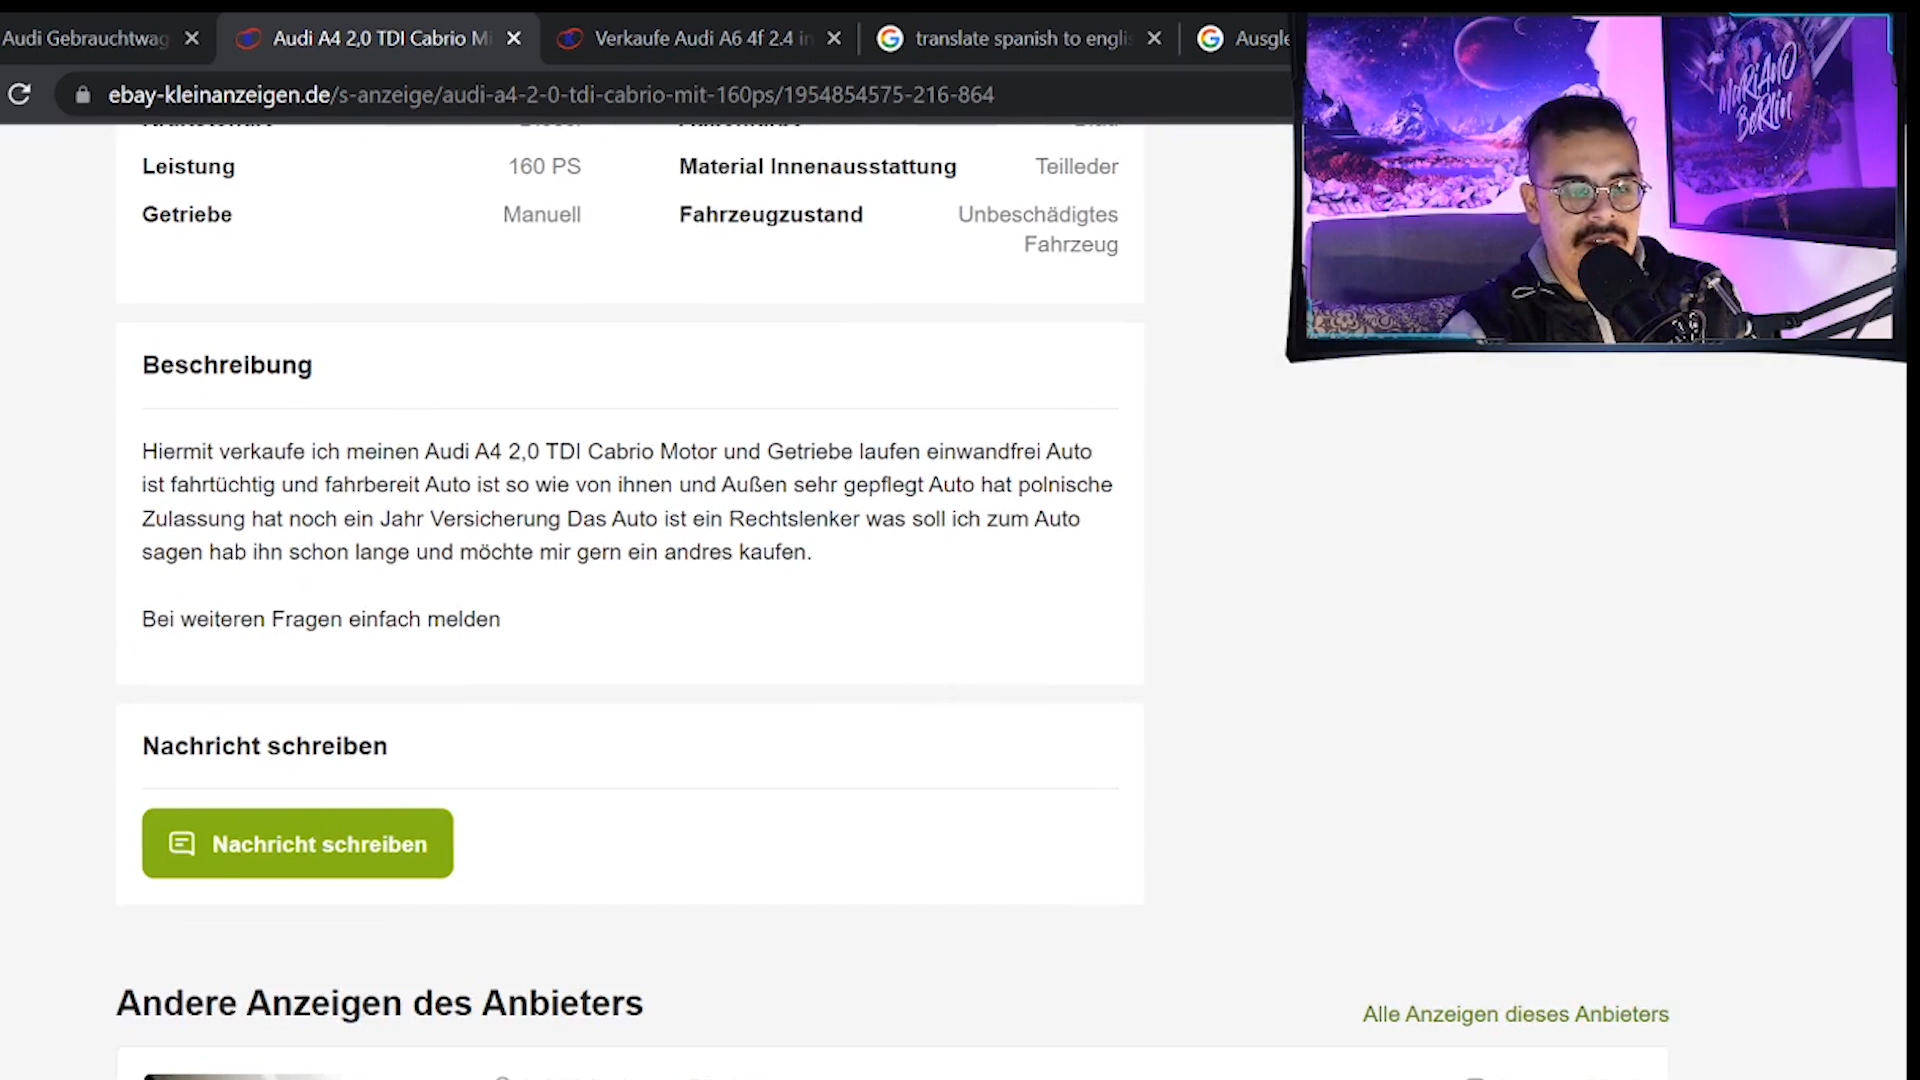 Audi Gebrauchtwag
Audi A4 2,0 TDI Cabrio Mi
Verkaufe Audi A6 4f 2.4 in
translate spanish to engli
Ausgle
ebay-kleinanzeigen.de/s-anzeige/audi-a4-2-0-tdi-cabrio-mit-160ps/1954854575-216-864
MaRiANO
BeRlin
Leistung 160 PS Material Innenausstattung Teilleder
Getriebe Manuell Fahrzeugzustand Unbeschädigtes
Fahrzeug
Beschreibung
Hiermit verkaufe ich meinen Audi A4 2,0 TDI Cabrio Motor und Getriebe laufen einwandfrei Auto
ist fahrtüchtig und fahrbereit Auto ist so wie von ihnen und Außen sehr gepflegt Auto hat polnische
Zulassung hat noch ein Jahr Versicherung Das Auto ist ein Rechtslenker was soll ich zum Auto
sagen hab ihn schon lange und möchte mir gern ein andres kaufen.
Bei weiteren Fragen einfach melden
Nachricht schreiben
Nachricht schreiben
Andere Anzeigen des Anbieters
Alle Anzeigen dieses Anbieters